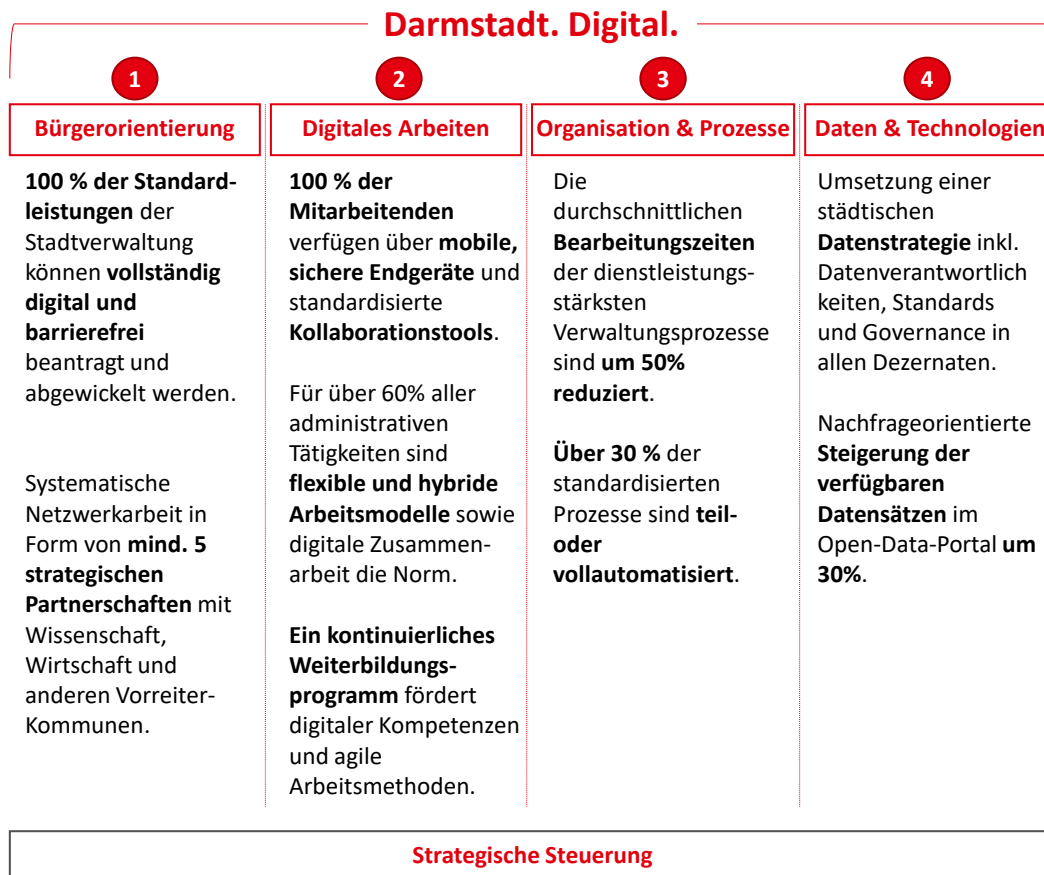 Darmstadt. Digital.
1
Bürgerorientierung
100 % der Standard-
leistungen der
Stadtverwaltung
können vollständig
digital und
barrierefrei
beantragt und
abgewickelt werden.
Systematische
Netzwerkarbeit in
Form von mind. 5
strategischen
Partnerschaften mit
Wissenschaft,
Wirtschaft und
anderen Vorreiter-
Kommunen.
2
Digitales Arbeiten
100 % der
Mitarbeitenden
verfügen über mobile,
sichere Endgeräte und
standardisierte
Kollaborationstools.
Für über 60% aller
administrativen
Tätigkeiten sind
flexible und hybride
Arbeitsmodelle sowie
digitale Zusammen-
arbeit die Norm.
Ein kontinuierliches
Weiterbildungs-
programm fördert
digitaler Kompetenzen
und agile
Arbeitsmethoden.
3
Organisation & Prozesse
Die
durchschnittlichen
Bearbeitungszeiten
der dienstleistungs-
stärksten
Verwaltungsprozesse
sind um 50%
reduziert.
Über 30 % der
standardisierten
Prozesse sind teil-
oder
vollautomatisiert.
4
Daten & Technologien
Umsetzung einer
städtischen
Datenstrategie inkl.
Datenverantwortlich
keiten, Standards
und Governance in
allen Dezernaten.
Nachfrageorientierte
Steigerung der
verfügbaren
Datensätzen im
Open-Data-Portal um
30%.
Strategische Steuerung